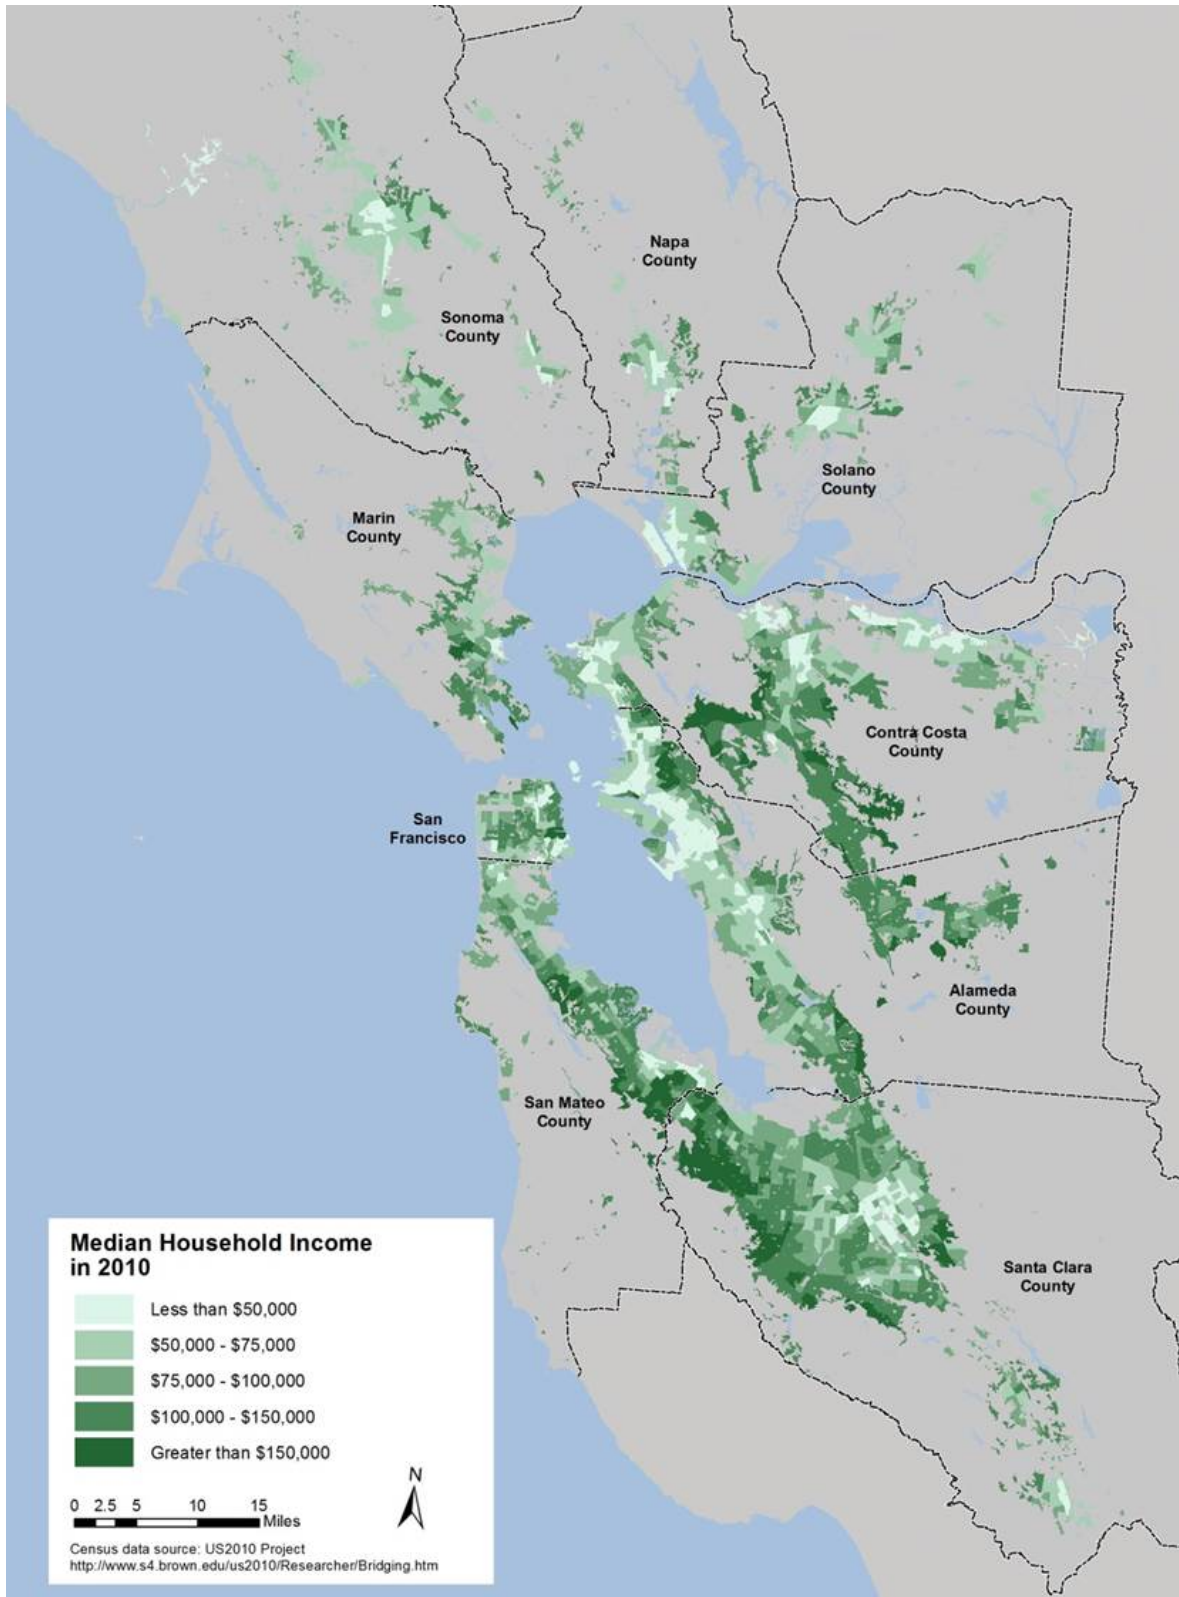 Napa
County
Sonoma
County
Solano
County
Marin
County
Contra Costa
County
San
Francisco
Alameda
County
San Mateo
County
Santa Clara
County
Median Household Income
in 2010
Less than $50,000
$50,000 - $75,000
$75,000 - $100,000
$100,000 - $150,000
Greater than $150,000
N
0 2.5 5 10 15
Miles
Census data source: US2010 Project
http://www.s4.brown.edu/us2010/Researcher/Bridging.htm